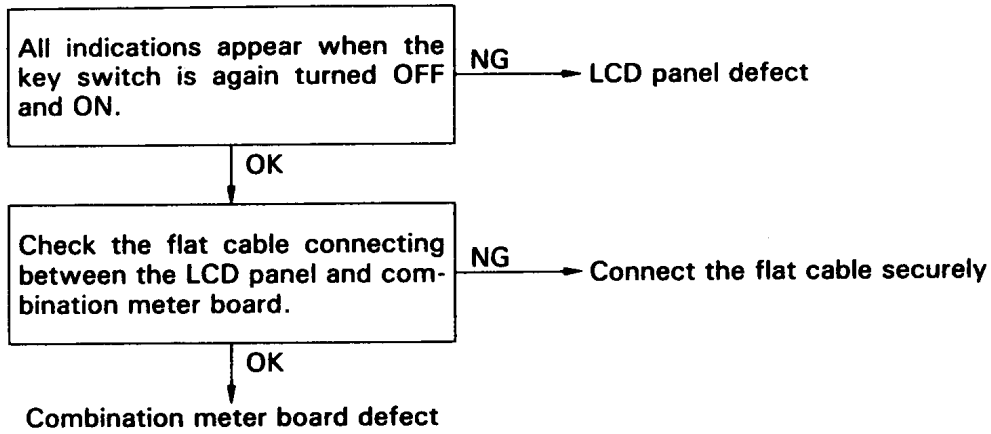 All indications appear when the
key switch is again turned OFF
and ON.
NG
LCD panel defect
OK
Check the flat cable connecting
between the LCD panel and com-
bination meter board.
NG
Connect the flat cable securely
OK
Combination meter board defect